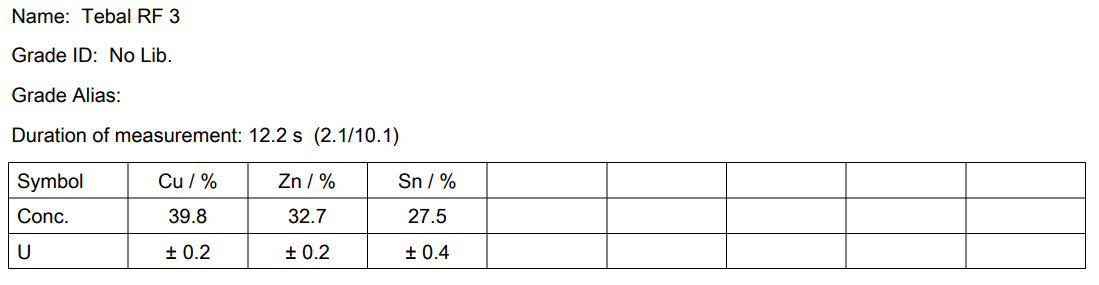 Name: Tebal RF 3
Grade ID: No Lib.
Grade Alias:
Duration of measurement: 12.2 s (2.1/10.1)
Symbol Cu / % Zn / % Sn / %
Conc. 39.8 32.7 27.5
U ± 0.2 ± 0.2 ± 0.4